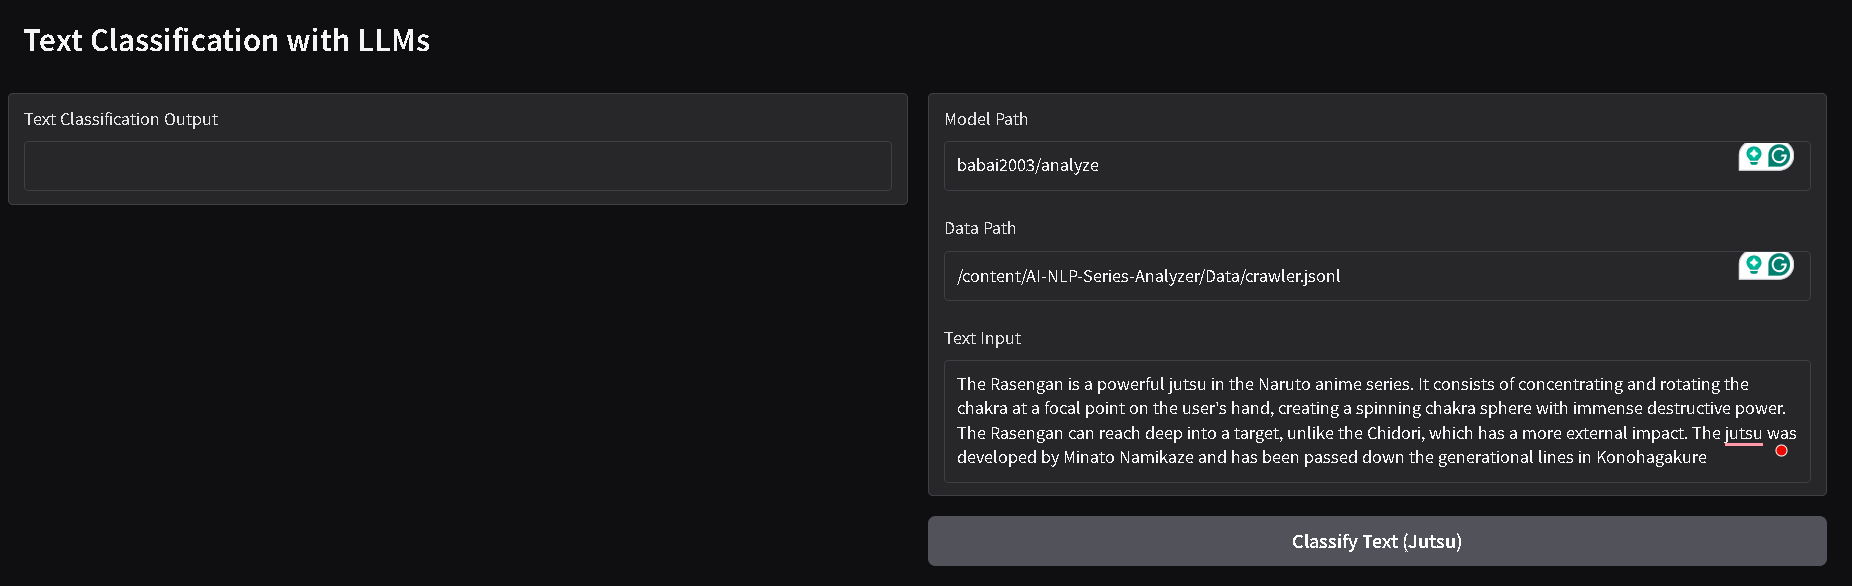 Text Classification with LLMs
Text Classification Output
Model Path
babai2003/analyze
Data Path
/content/AI-NLP-Series-Analyzer/Data/crawler.jsonl
Text Input
The Rasengan is a powerful jutsu in the Naruto anime series. It consists of concentrating and rotating the
chakra at a focal point on the user's hand, creating a spinning chakra sphere with immense destructive power.
The Rasengan can reach deep into a target, unlike the Chidori, which has a more external impact. The jutsu was
developed by Minato Namikaze and has been passed down the generational lines in Konohagakure
Classify Text (Jutsu)